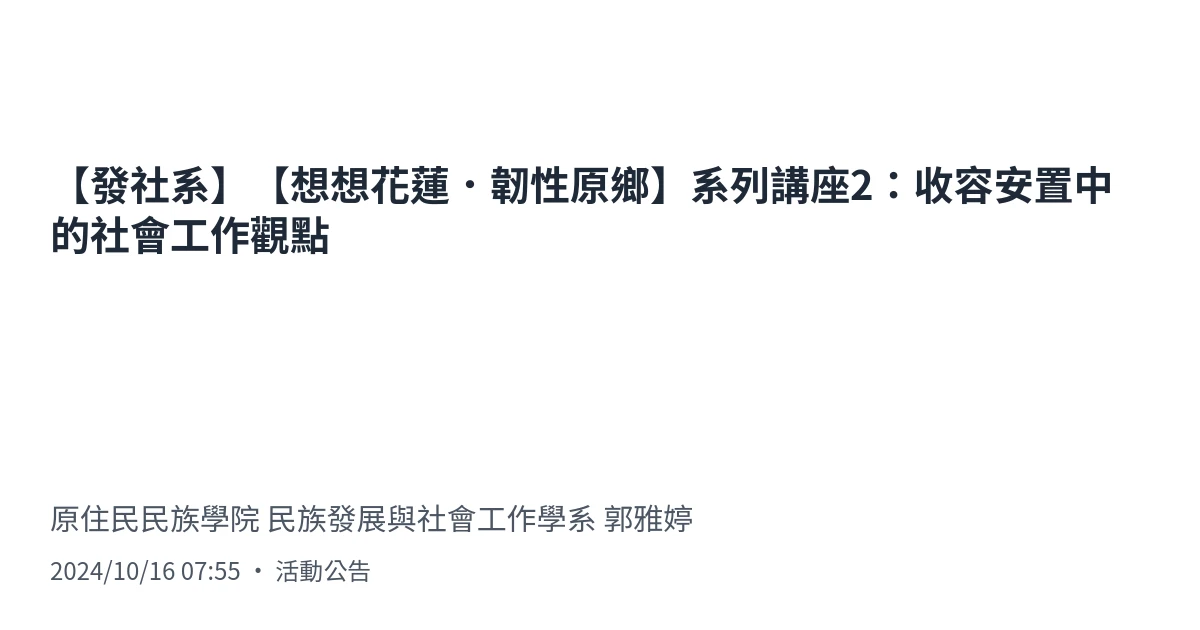 【發社系】【想想花蓮．韌性原鄉】系列講座2：收容安置中
的社會工作觀點
原住民民族學院 民族發展與社會工作學系 郭雅婷
2024/10/16 07:55 • 活動公告